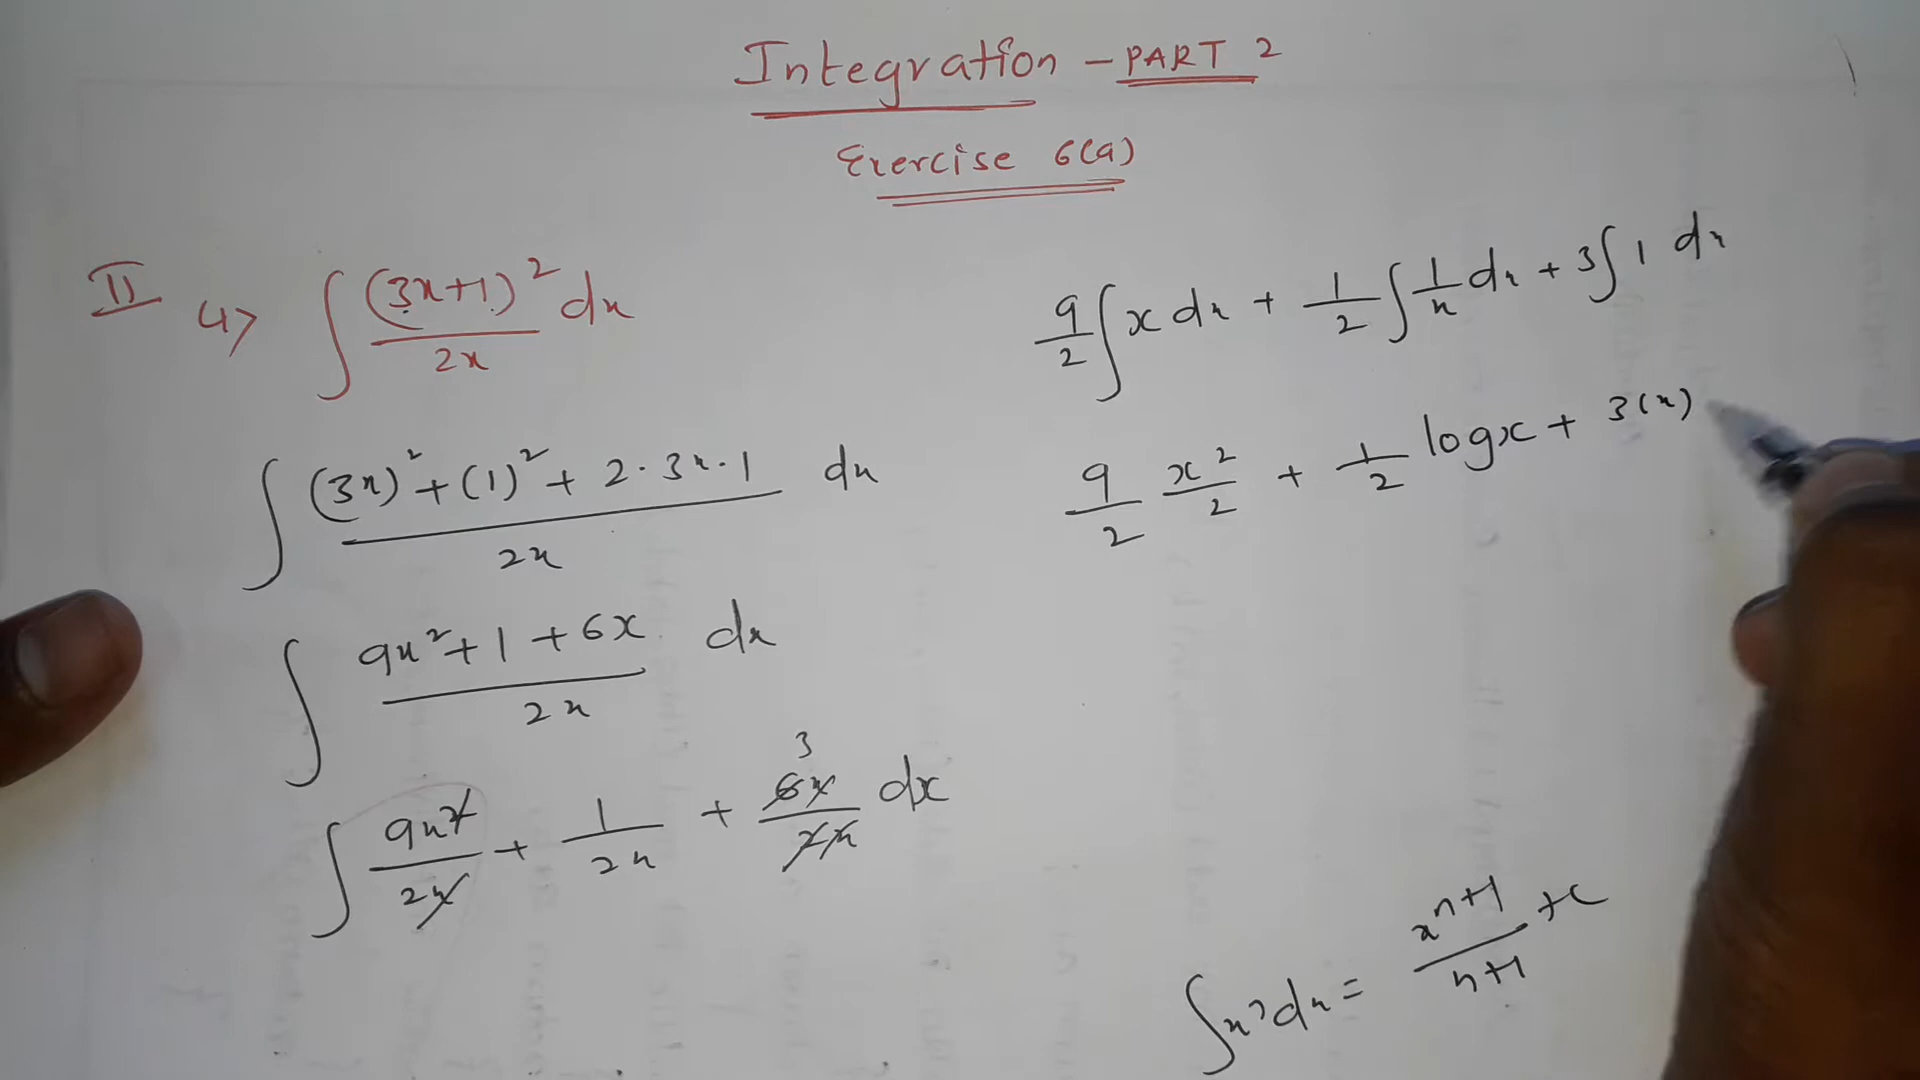 Integration - PART 2
Exercise 6(a)
II 4> ∫ (3x+1)² / 2x dx
∫ (3x)² + (1)² + 2·3x·1 / 2x dx
∫ 9x² + 1 + 6x / 2x dx
∫ 9x² / 2x + 1 / 2x + 6x / 2x dx
3
9/2 ∫ x dx + 1/2 ∫ 1/x dx + 3 ∫ 1 dx
9/2 x²/2 + 1/2 log x + 3(x)
∫ xⁿ dx = xⁿ⁺¹ / n+1 + c